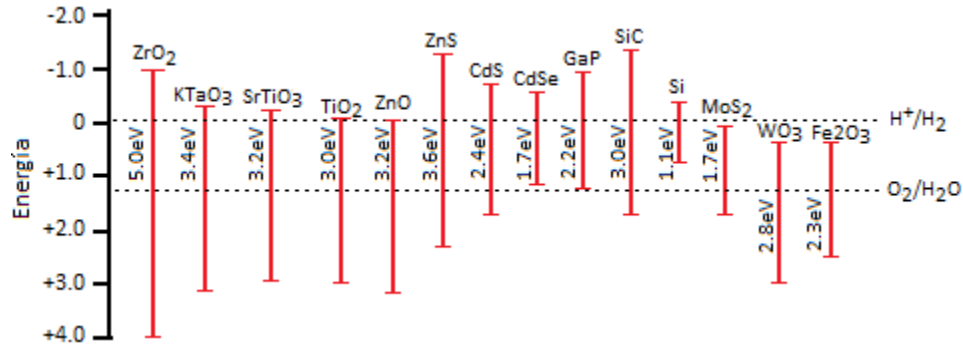 -2.0
-1.0
0
+1.0
+2.0
+3.0
+4.0
Energía
ZrO2
KTaO3
SrTiO3
TiO2
ZnO
ZnS
CdS
CdSe
GaP
SiC
Si
MoS2
WO3
Fe2O3
5.0eV
3.4eV
3.2eV
3.0eV
3.2eV
3.6eV
2.4eV
1.7eV
2.2eV
3.0eV
1.1eV
1.7eV
2.8eV
2.3eV
H+/H2
O2/H2O